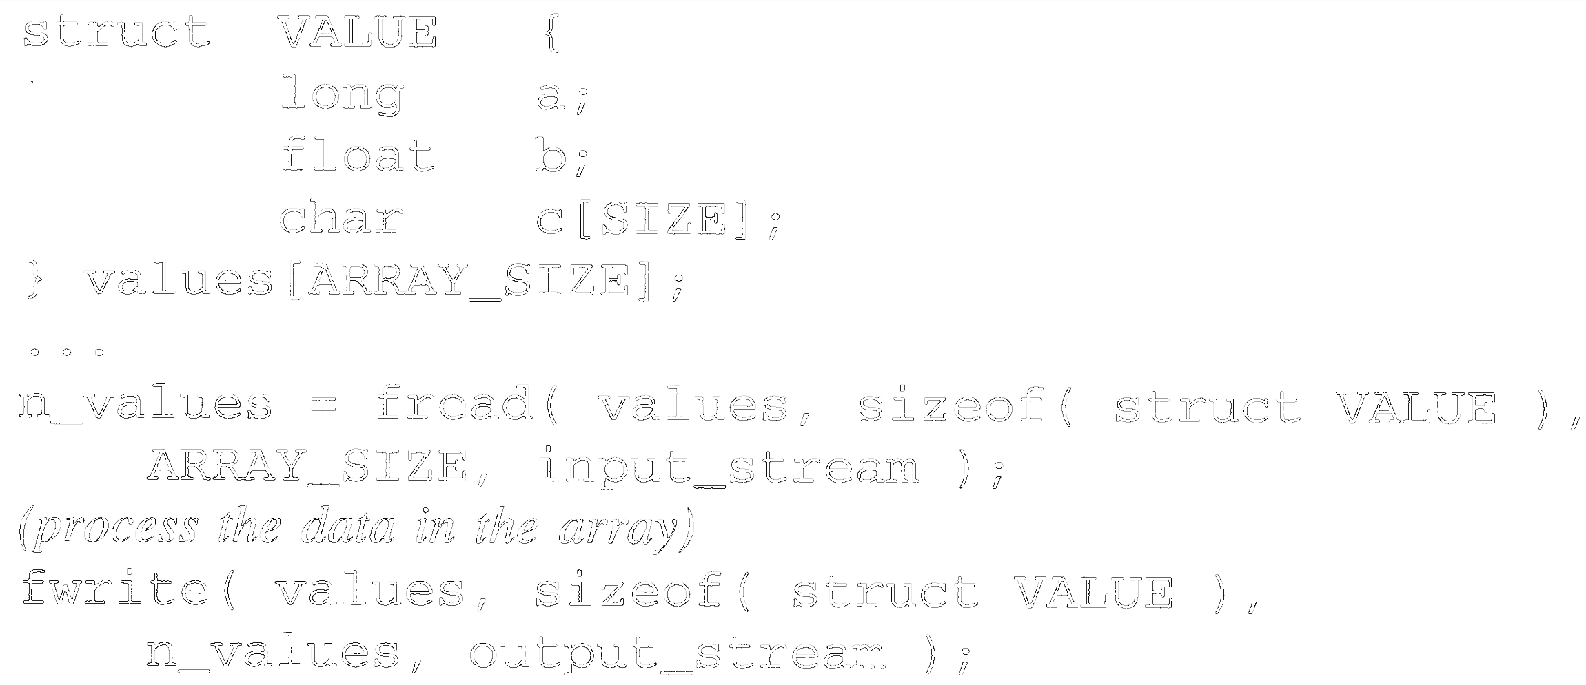 struct VALUE {
long a;
float b;
char c[SIZE];
} values[ARRAY_SIZE];
...
n_values = fread( values, sizeof( struct VALUE ),
ARRAY_SIZE, input_stream );
(process the data in the array)
fwrite( values, sizeof( struct VALUE ),
n_values, output_stream );